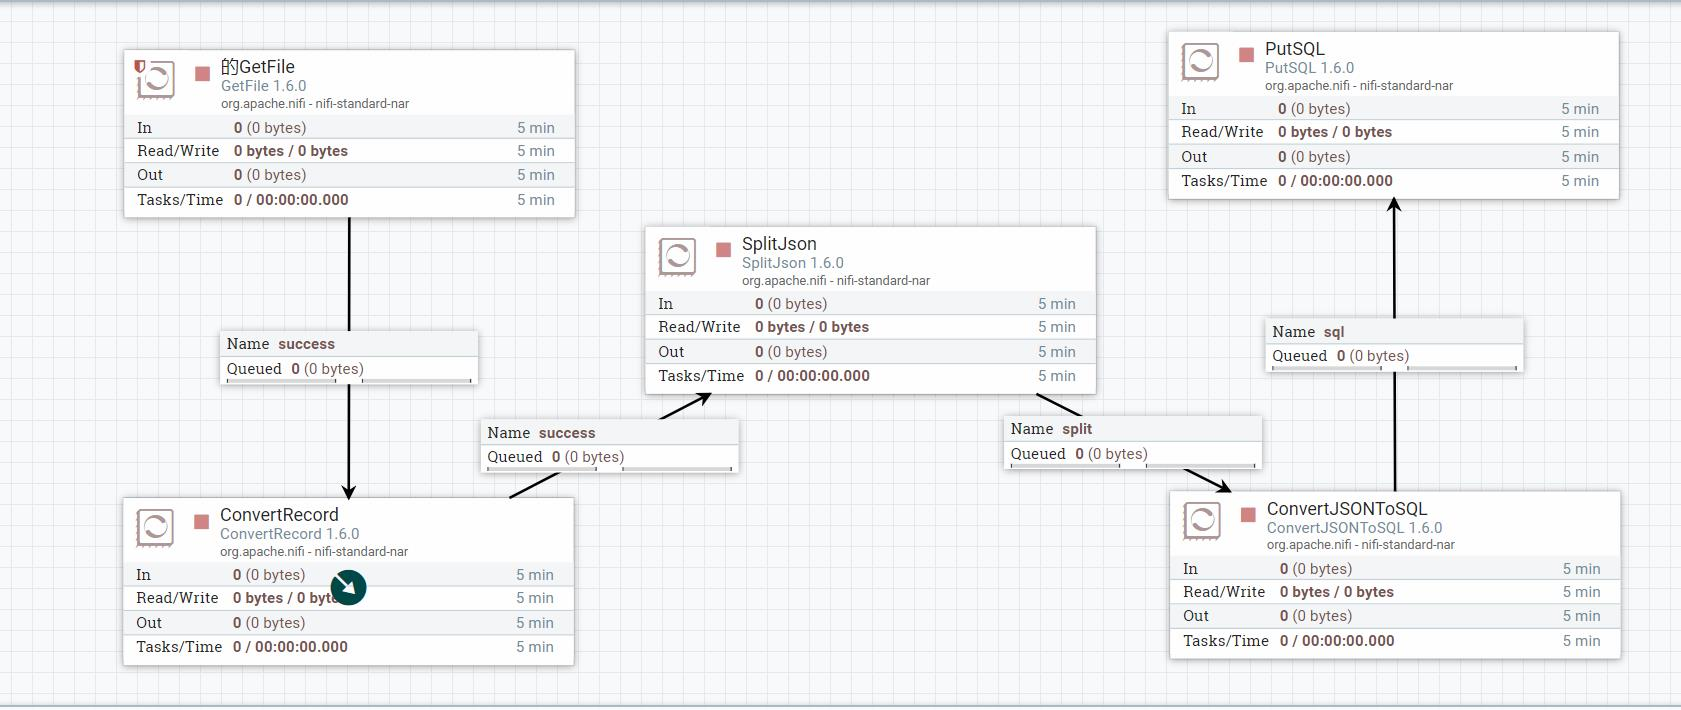 的GetFile
GetFile 1.6.0
org.apache.nifi - nifi-standard-nar
In 0 (0 bytes) 5 min
Read/Write 0 bytes / 0 bytes 5 min
Out 0 (0 bytes) 5 min
Tasks/Time 0 / 00:00:00.000 5 min
Name success
Queued 0 (0 bytes)
ConvertRecord
ConvertRecord 1.6.0
org.apache.nifi - nifi-standard-nar
In 0 (0 bytes) 5 min
Read/Write 0 bytes / 0 byte 5 min
Out 0 (0 bytes) 5 min
Tasks/Time 0 / 00:00:00.000 5 min
Name success
Queued 0 (0 bytes)
SplitJson
SplitJson 1.6.0
org.apache.nifi - nifi-standard-nar
In 0 (0 bytes) 5 min
Read/Write 0 bytes / 0 bytes 5 min
Out 0 (0 bytes) 5 min
Tasks/Time 0 / 00:00:00.000 5 min
Name split
Queued 0 (0 bytes)
ConvertJSONToSQL
ConvertJSONToSQL 1.6.0
org.apache.nifi - nifi-standard-nar
In 0 (0 bytes) 5 min
Read/Write 0 bytes / 0 bytes 5 min
Out 0 (0 bytes) 5 min
Tasks/Time 0 / 00:00:00.000 5 min
Name sql
Queued 0 (0 bytes)
PutSQL
PutSQL 1.6.0
org.apache.nifi - nifi-standard-nar
In 0 (0 bytes) 5 min
Read/Write 0 bytes / 0 bytes 5 min
Out 0 (0 bytes) 5 min
Tasks/Time 0 / 00:00:00.000 5 min